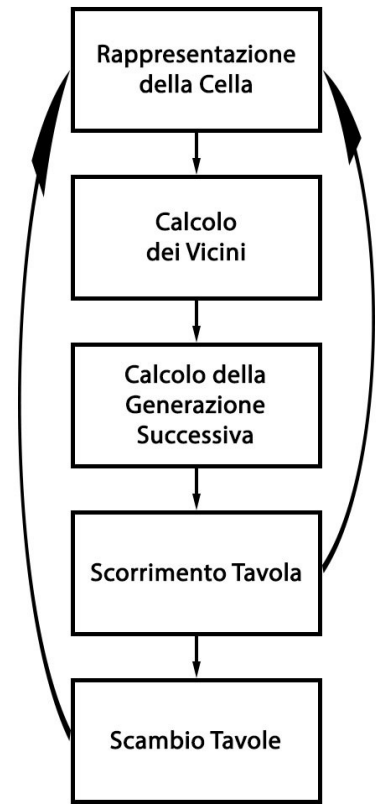 Rappresentazione
della Cella
Calcolo
dei Vicini
Calcolo della
Generazione
Successiva
Scorrimento Tavola
Scambio Tavole